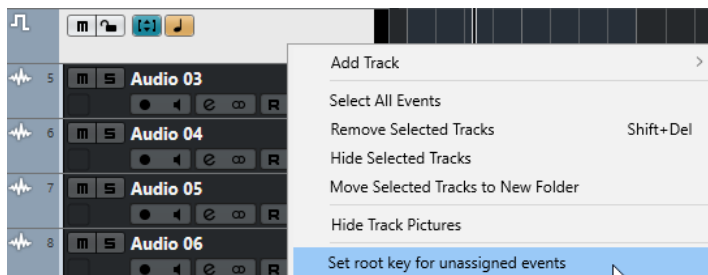 m
Add Track
5 m S Audio 03
e R
Select All Events
6 m S Audio 04
Remove Selected Tracks Shift+Del
e R
Hide Selected Tracks
7 m S Audio 05
Move Selected Tracks to New Folder
e R
Hide Track Pictures
8 m S Audio 06
Set root key for unassigned events
e R